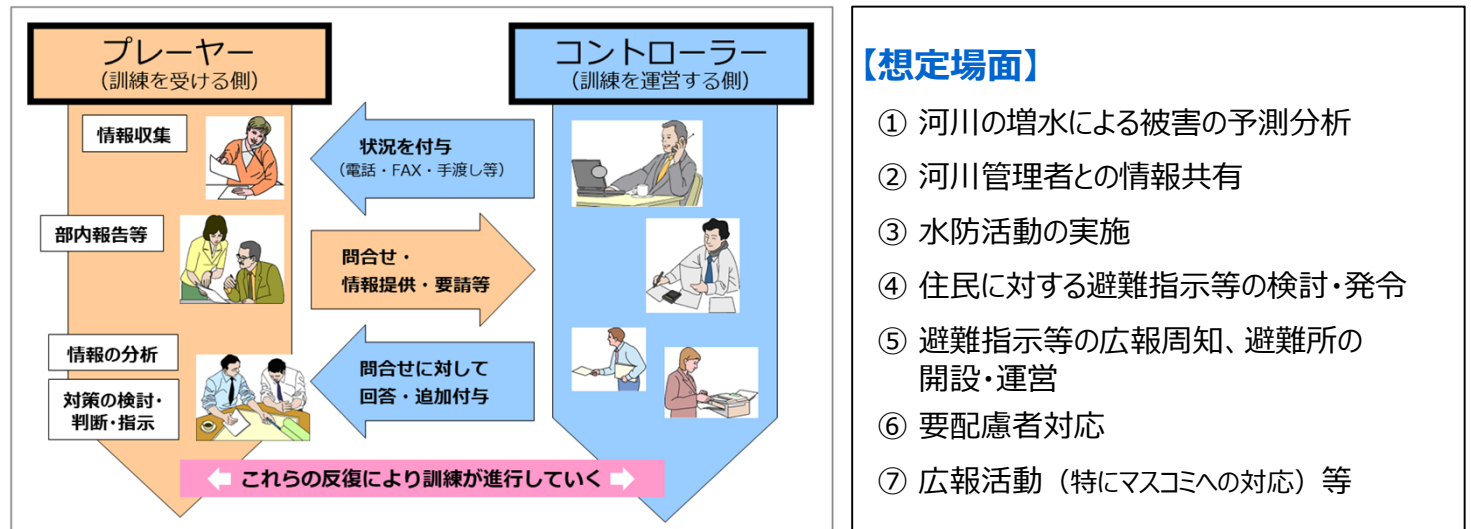 プレーヤー
（訓練を受ける側）
コントローラー
（訓練を運営する側）
情報収集
状況を付与
（電話・FAX・手渡し等）
部内報告等
問合せ・
情報提供・要請等
情報の分析
対策の検討・
判断・指示
問合せに対して
回答・追加付与
これらの反復により訓練が進行していく
【想定場面】
① 河川の増水による被害の予測分析
② 河川管理者との情報共有
③ 水防活動の実施
④ 住民に対する避難指示等の検討・発令
⑤ 避難指示等の広報周知、避難所の
開設・運営
⑥ 要配慮者対応
⑦ 広報活動（特にマスコミへの対応）等